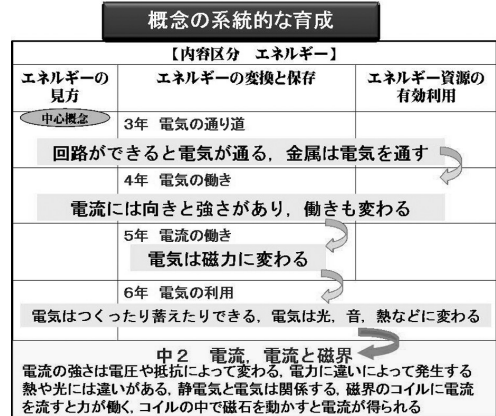 概念の系統的な育成
【内容区分 エネルギー】
エネルギーの
見方
エネルギーの変換と保存
エネルギー資源の
有効利用
中心概念
3年 電気の通り道
回路ができると電気が通る，金属は電気を通す
4年 電気の働き
電流には向きと強さがあり，働きも変わる
5年 電流の働き
電気は磁力に変わる
6年 電気の利用
電気はつくったり蓄えたりできる，電気は光，音，熱などに変わる
中２ 電流，電流と磁界
電流の強さは電圧や抵抗によって変わる，電力に違いによって発生する
熱や光には違いがある，静電気と電気は関係する，磁界のコイルに電流
を流すと力が働く，コイルの中で磁石を動かすと電流が得られる